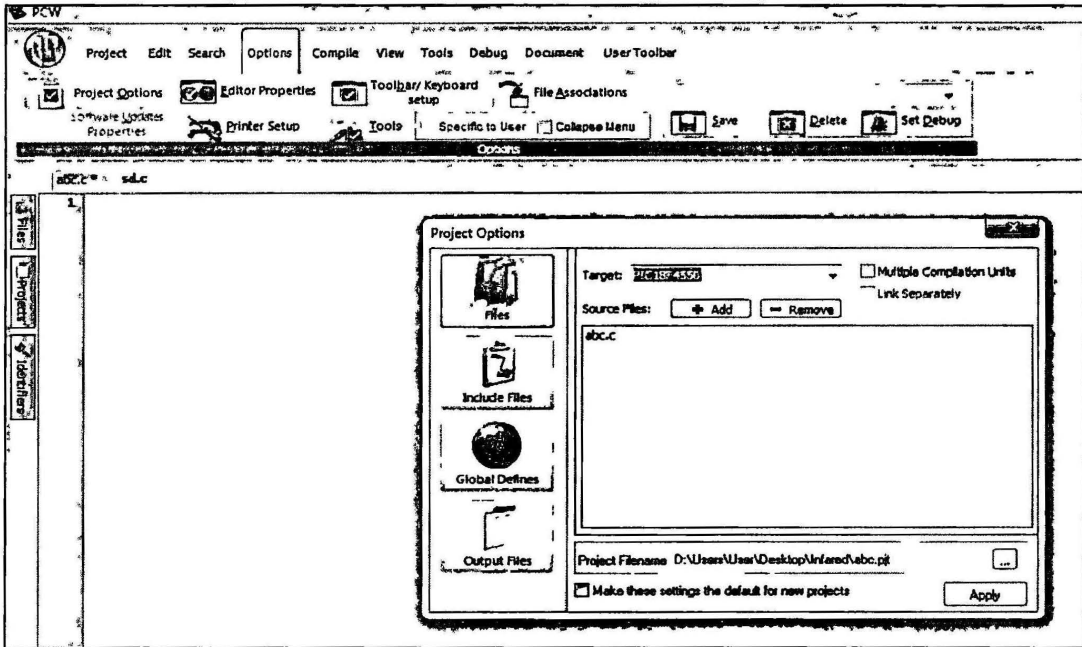 PCW
Project Edit Search Options Compile View Tools Debug Document User Toolbar
Project Options Editor Properties Toolbar/ Keyboard setup File Associations
Software Updates Properties Printer Setup Tools Specific to User Collapse Menu Save Delete Set Debug
Options
abc.c* sd.c
1
Files
Projects
Identifiers
Project Options
Files
Include Files
Global Defines
Output Files
Target: Multiple Compilation Units
Link Separately
Source Files: Add Remove
abc.c
Project Filename D:\Users\User\Desktop\Infared\abc.pjt ...
Make these settings the default for new projects
Apply